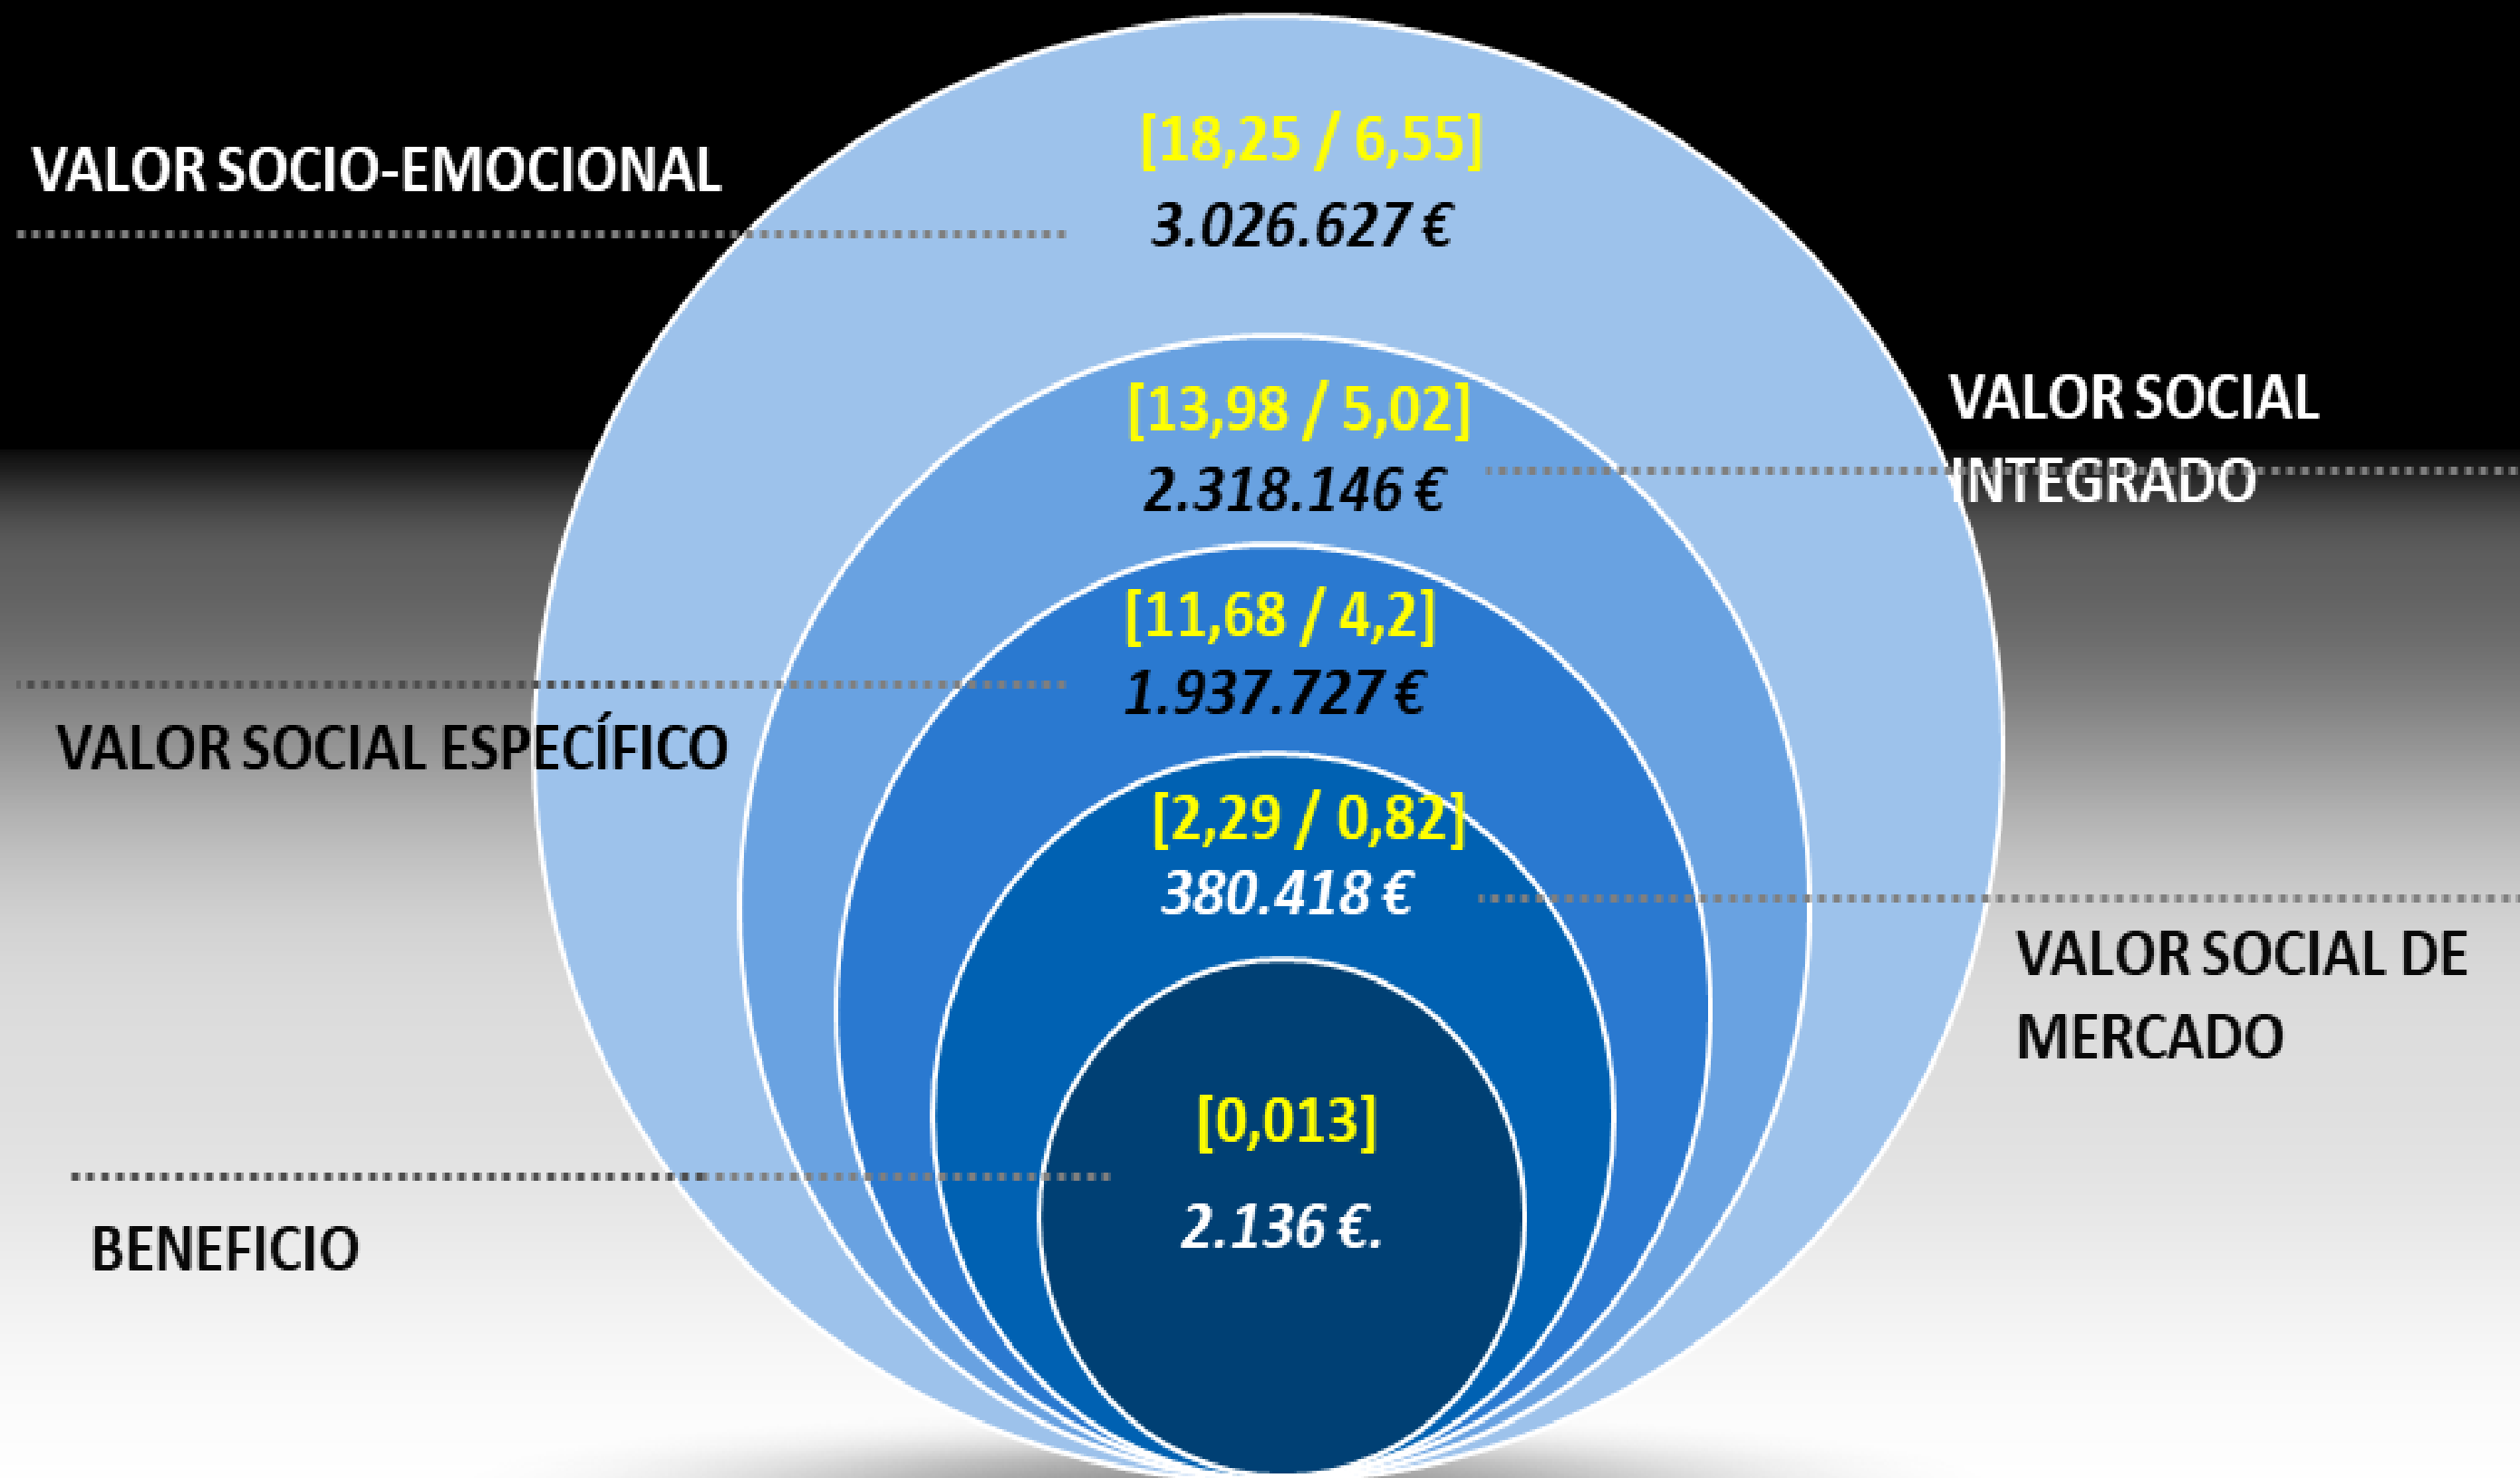 VALOR SOCIO-EMOCIONAL
[18,25 / 6,55]
3.026.627 €
VALOR SOCIAL
INTEGRADO
[13,98 / 5,02]
2.318.146 €
[11,68 / 4,2]
1.937.727 €
VALOR SOCIAL ESPECÍFICO
[2,29 / 0,82]
380.418 €
VALOR SOCIAL DE
MERCADO
[0,013]
2.136 €.
BENEFICIO